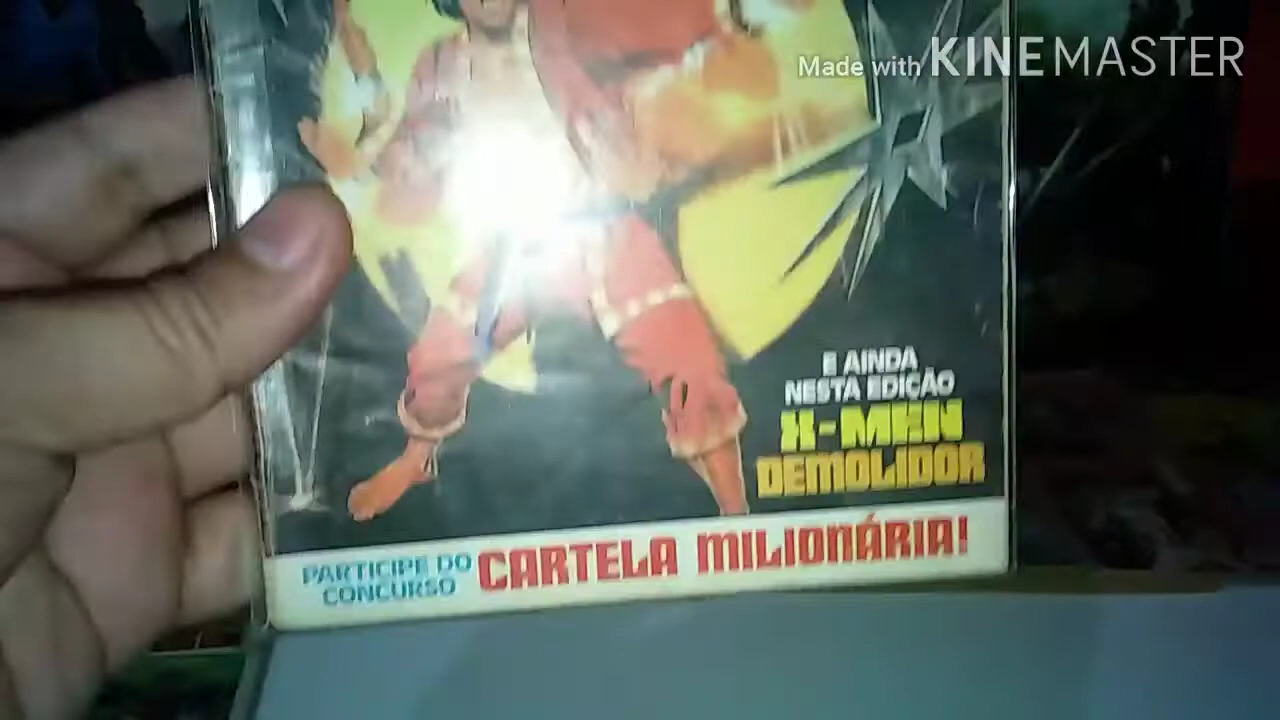 Made with KINEMASTER
E AINDA
NESTA EDIÇÃO
X-MEN
DEMOLIDOR
PARTICIPE DO
CONCURSO
CARTELA MILIONÁRIA!